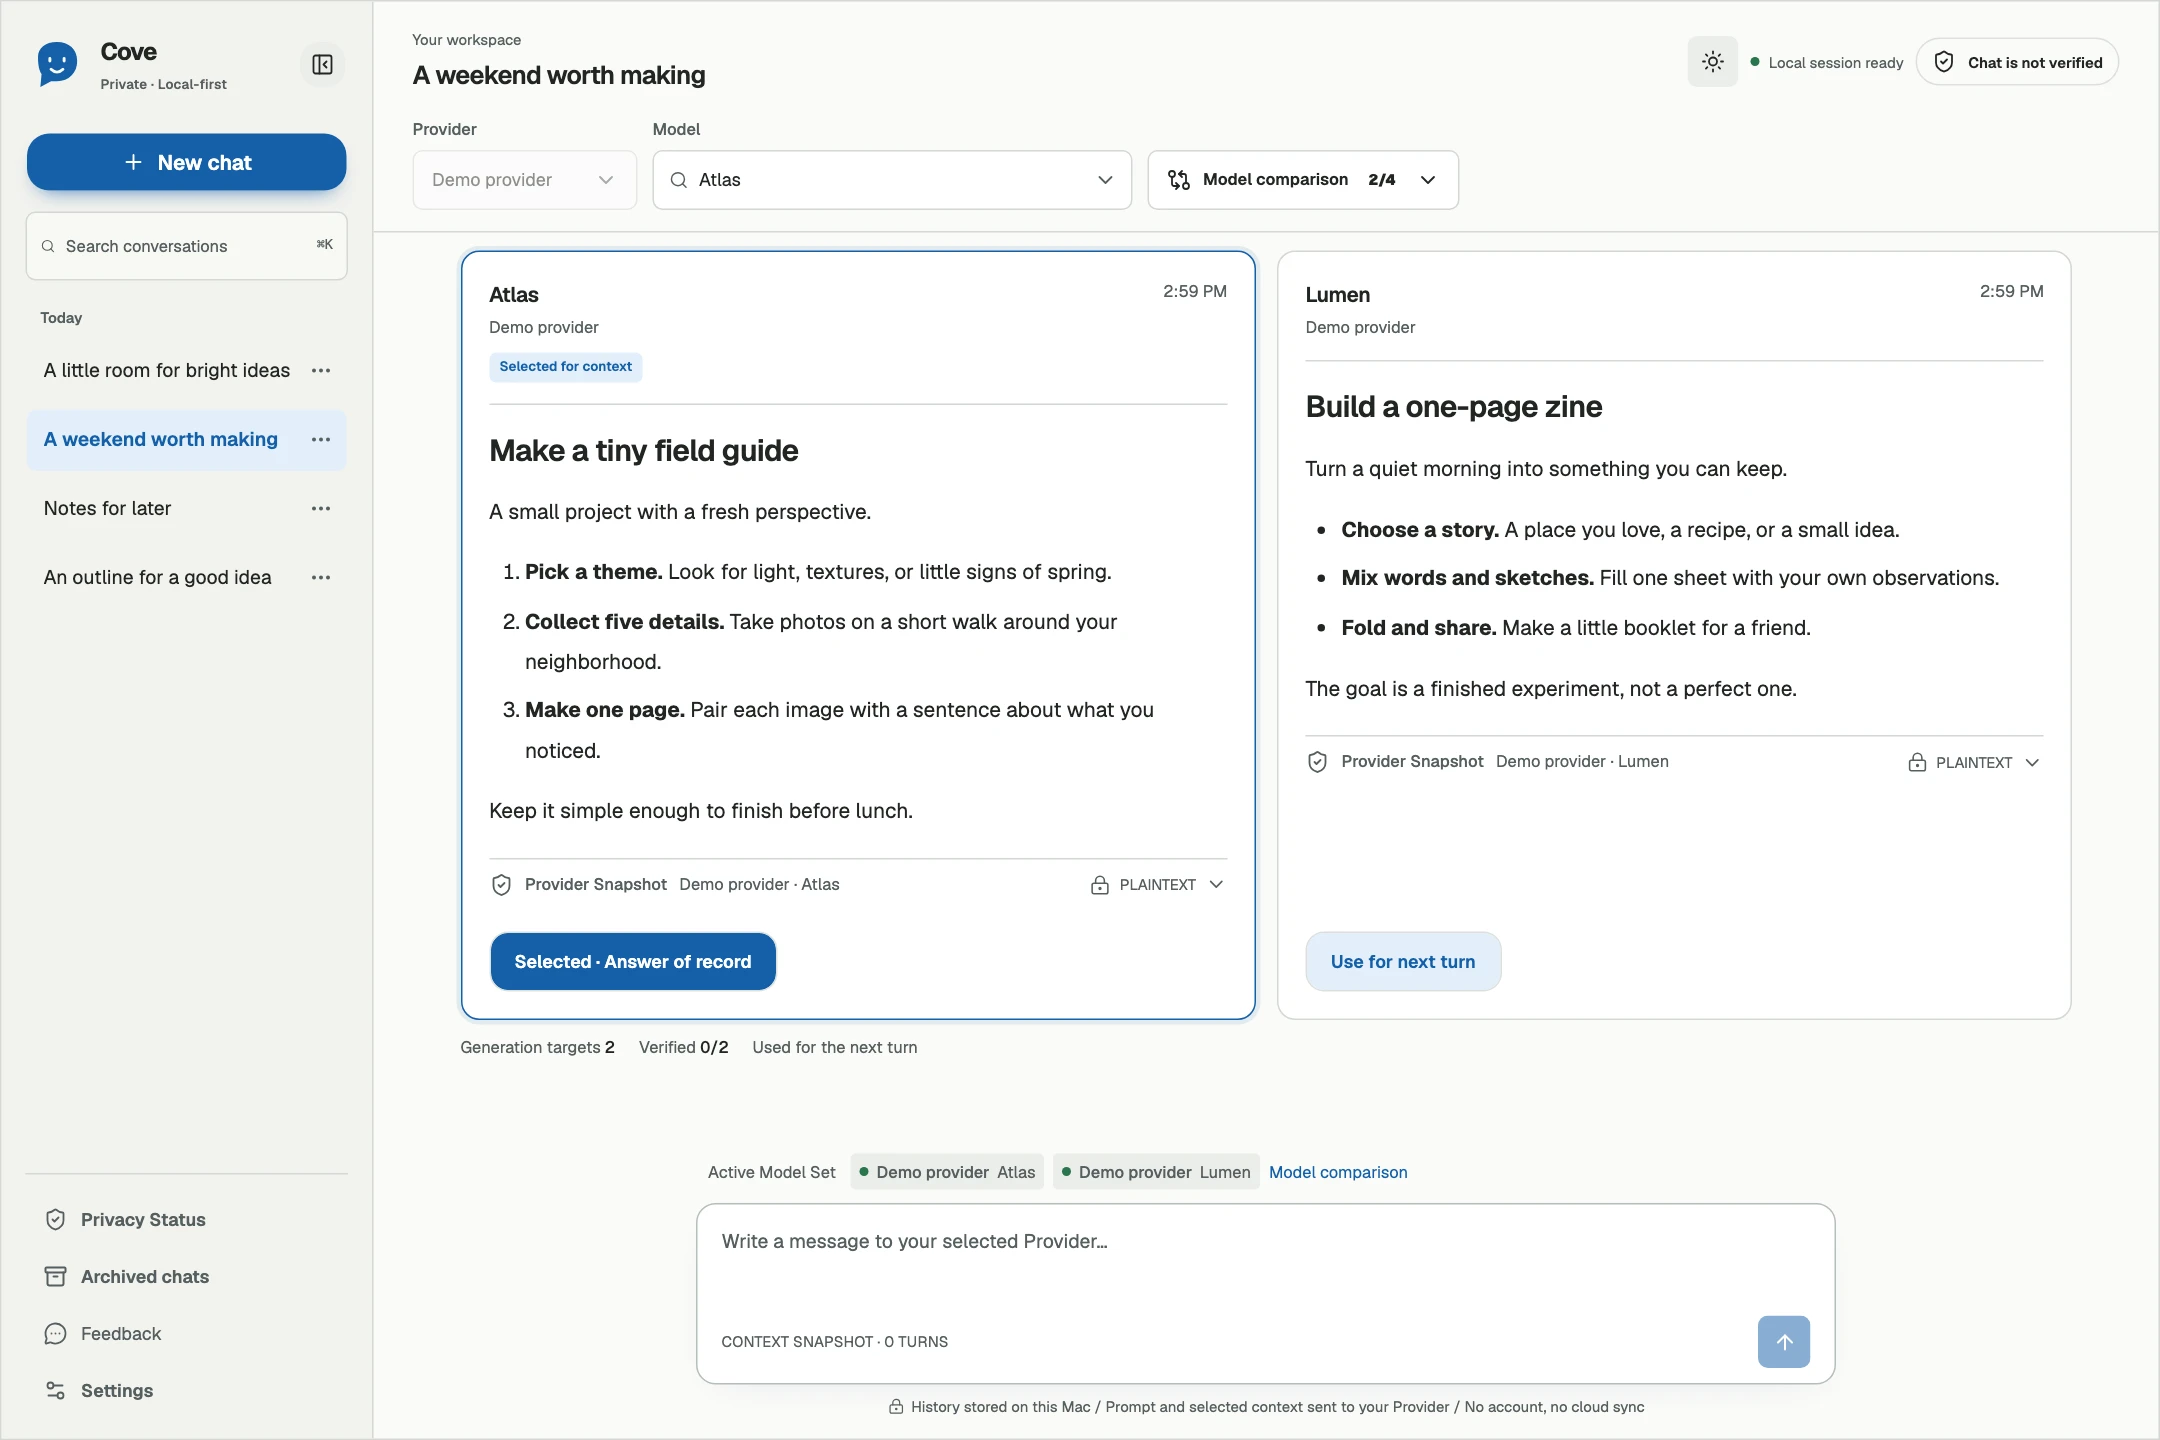 Cove
Private · Local-first
New chat
Search conversations ⌘K
Today
A little room for bright ideas
A weekend worth making
Notes for later
An outline for a good idea
Privacy Status
Archived chats
Feedback
Settings
Your workspace
A weekend worth making
Local session ready
Chat is not verified
Provider
Demo provider
Model
Atlas
Model comparison 2/4
Atlas 2:59 PM
Demo provider
Selected for context
Make a tiny field guide
A small project with a fresh perspective.
1. Pick a theme. Look for light, textures, or little signs of spring.
2. Collect five details. Take photos on a short walk around your
neighborhood.
3. Make one page. Pair each image with a sentence about what you
noticed.
Keep it simple enough to finish before lunch.
Provider Snapshot Demo provider · Atlas PLAINTEXT
Selected · Answer of record
Lumen 2:59 PM
Demo provider
Build a one-page zine
Turn a quiet morning into something you can keep.
• Choose a story. A place you love, a recipe, or a small idea.
• Mix words and sketches. Fill one sheet with your own observations.
• Fold and share. Make a little booklet for a friend.
The goal is a finished experiment, not a perfect one.
Provider Snapshot Demo provider · Lumen PLAINTEXT
Use for next turn
Generation targets 2 Verified 0/2 Used for the next turn
Active Model Set Demo provider Atlas Demo provider Lumen Model comparison
Write a message to your selected Provider...
CONTEXT SNAPSHOT · 0 TURNS
History stored on this Mac / Prompt and selected context sent to your Provider / No account, no cloud sync